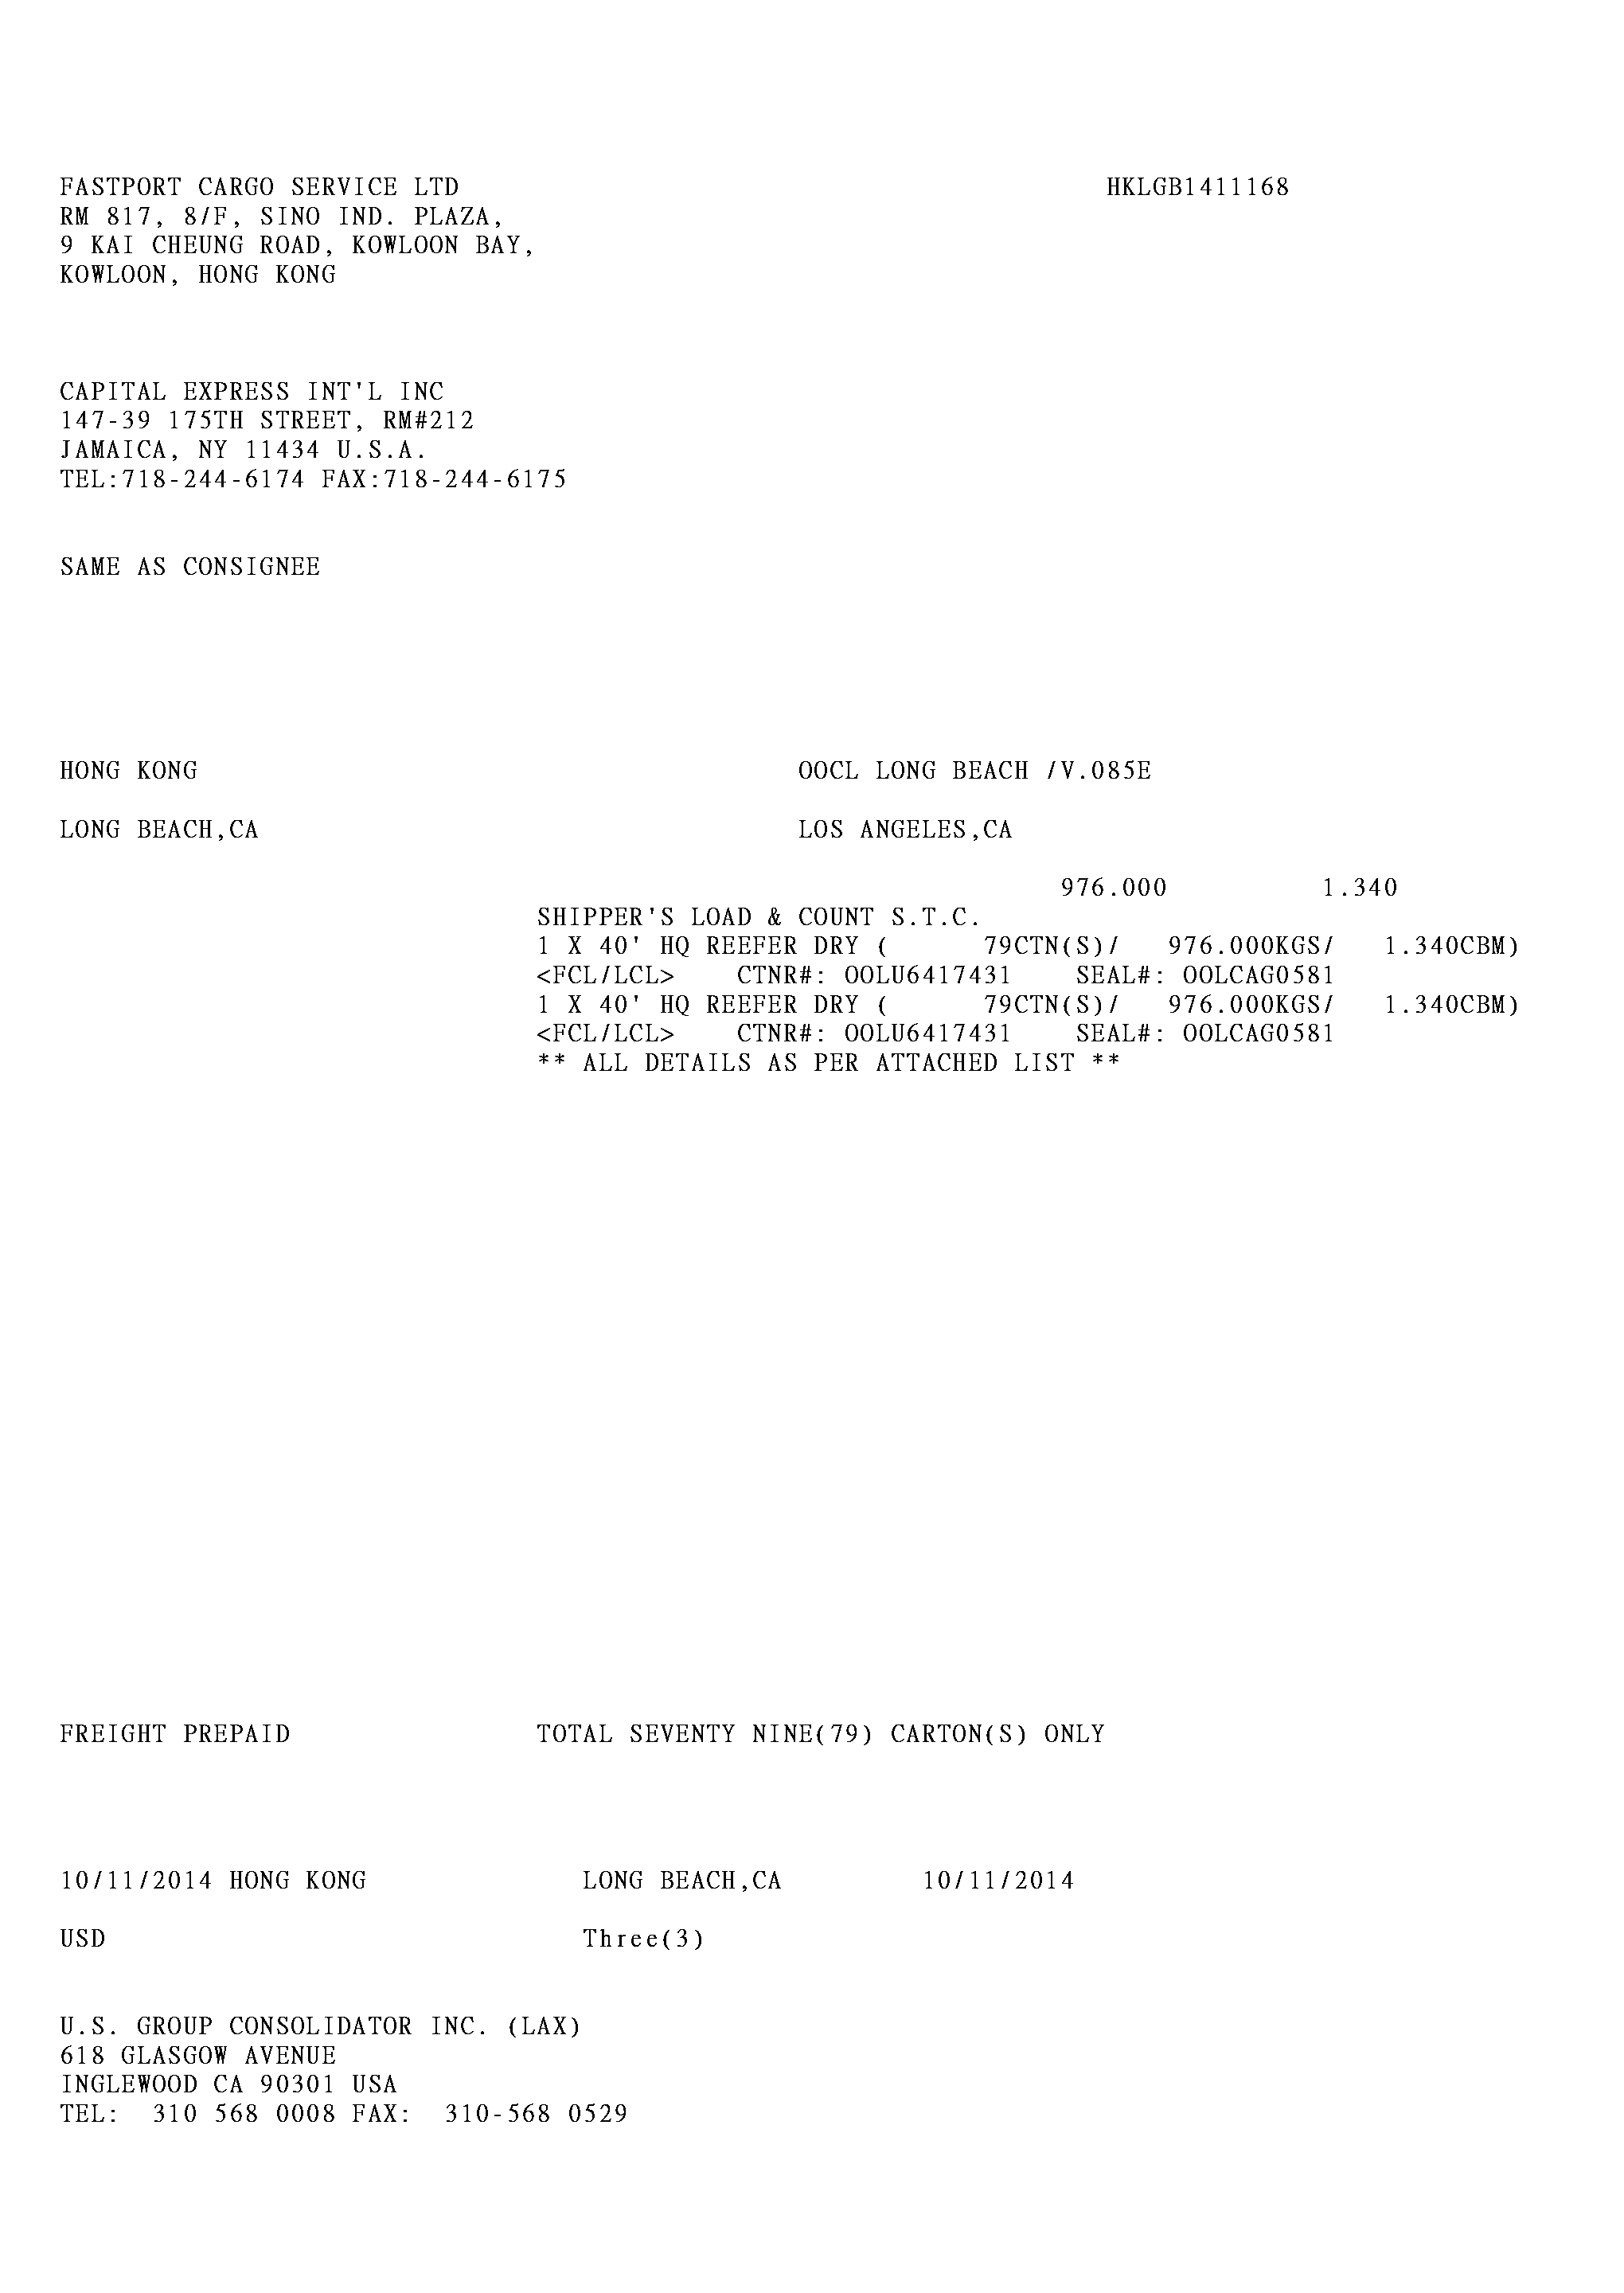 FASTPORT CARGO SERVICE LTD HKLGB1411168
RM 817, 8/F, SINO IND. PLAZA,
9 KAI CHEUNG ROAD, KOWLOON BAY,
KOWLOON, HONG KONG
CAPITAL EXPRESS INT'L INC
147-39 175TH STREET, RM#212
JAMAICA, NY 11434 U.S.A.
TEL:718-244-6174 FAX:718-244-6175
SAME AS CONSIGNEE
HONG KONG OOCL LONG BEACH /V.085E
LONG BEACH,CA LOS ANGELES,CA
976.000 1.340
SHIPPER'S LOAD & COUNT S.T.C.
1 X 40' HQ REEFER DRY ( 79CTN(S)/ 976.000KGS/ 1.340CBM)
<FCL/LCL> CTNR#: OOLU6417431 SEAL#: OOLCAG0581
1 X 40' HQ REEFER DRY ( 79CTN(S)/ 976.000KGS/ 1.340CBM)
<FCL/LCL> CTNR#: OOLU6417431 SEAL#: OOLCAG0581
** ALL DETAILS AS PER ATTACHED LIST **
FREIGHT PREPAID TOTAL SEVENTY NINE(79) CARTON(S) ONLY
10/11/2014 HONG KONG LONG BEACH,CA 10/11/2014
USD Three(3)
U.S. GROUP CONSOLIDATOR INC. (LAX)
618 GLASGOW AVENUE
INGLEWOOD CA 90301 USA
TEL: 310 568 0008 FAX: 310-568 0529